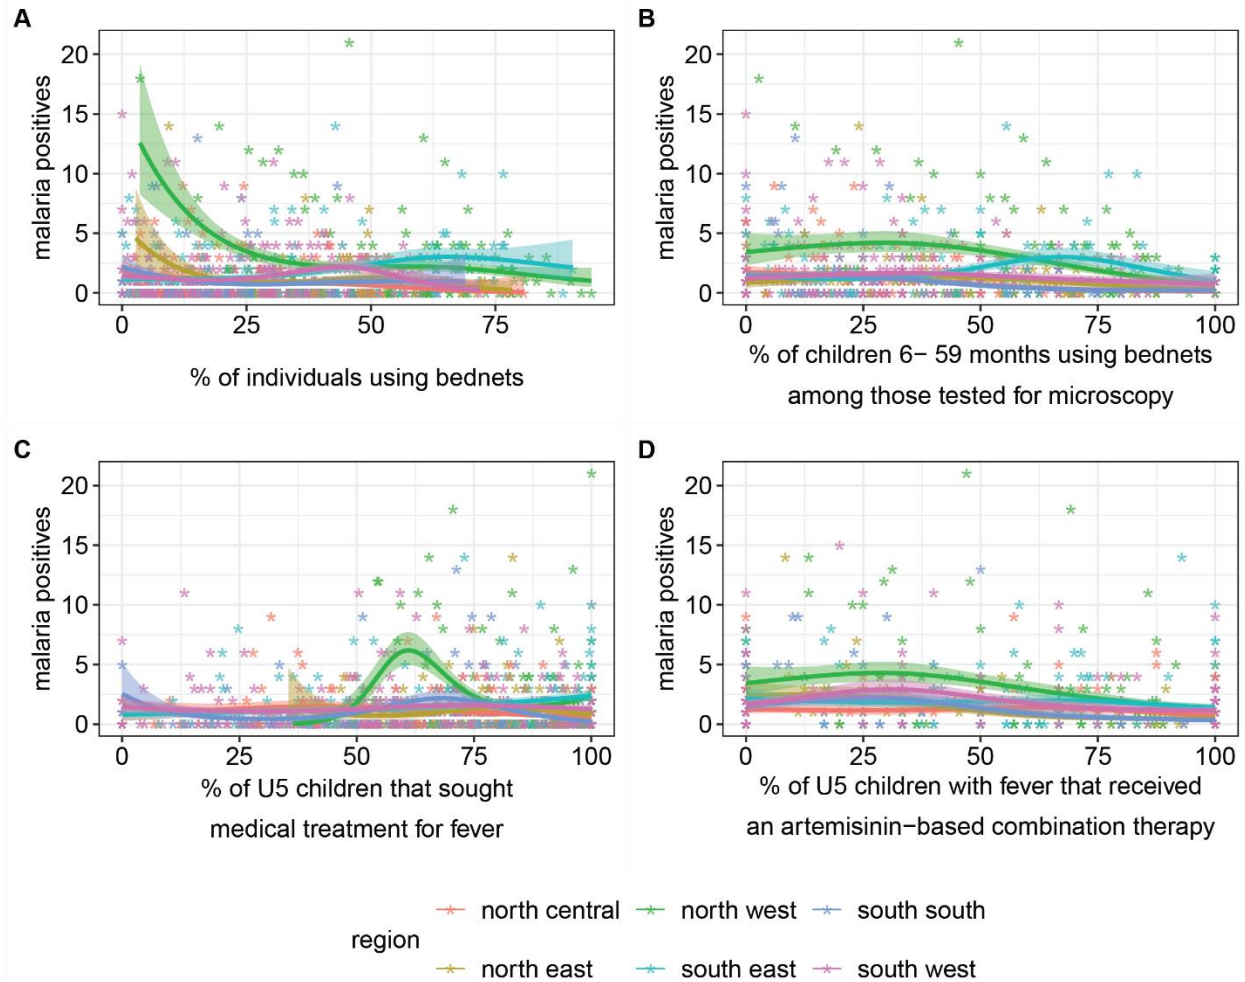 A
malaria positives
20
15
10
5
0
0 25 50 75
% of individuals using bednets
B
malaria positives
20
15
10
5
0
0 25 50 75 100
% of children 6− 59 months using bednets
among those tested for microscopy
C
malaria positives
20
15
10
5
0
0 25 50 75 100
% of U5 children that sought
medical treatment for fever
D
malaria positives
20
15
10
5
0
0 25 50 75 100
% of U5 children with fever that received
an artemisinin−based combination therapy
region
north central north west south south
north east south east south west